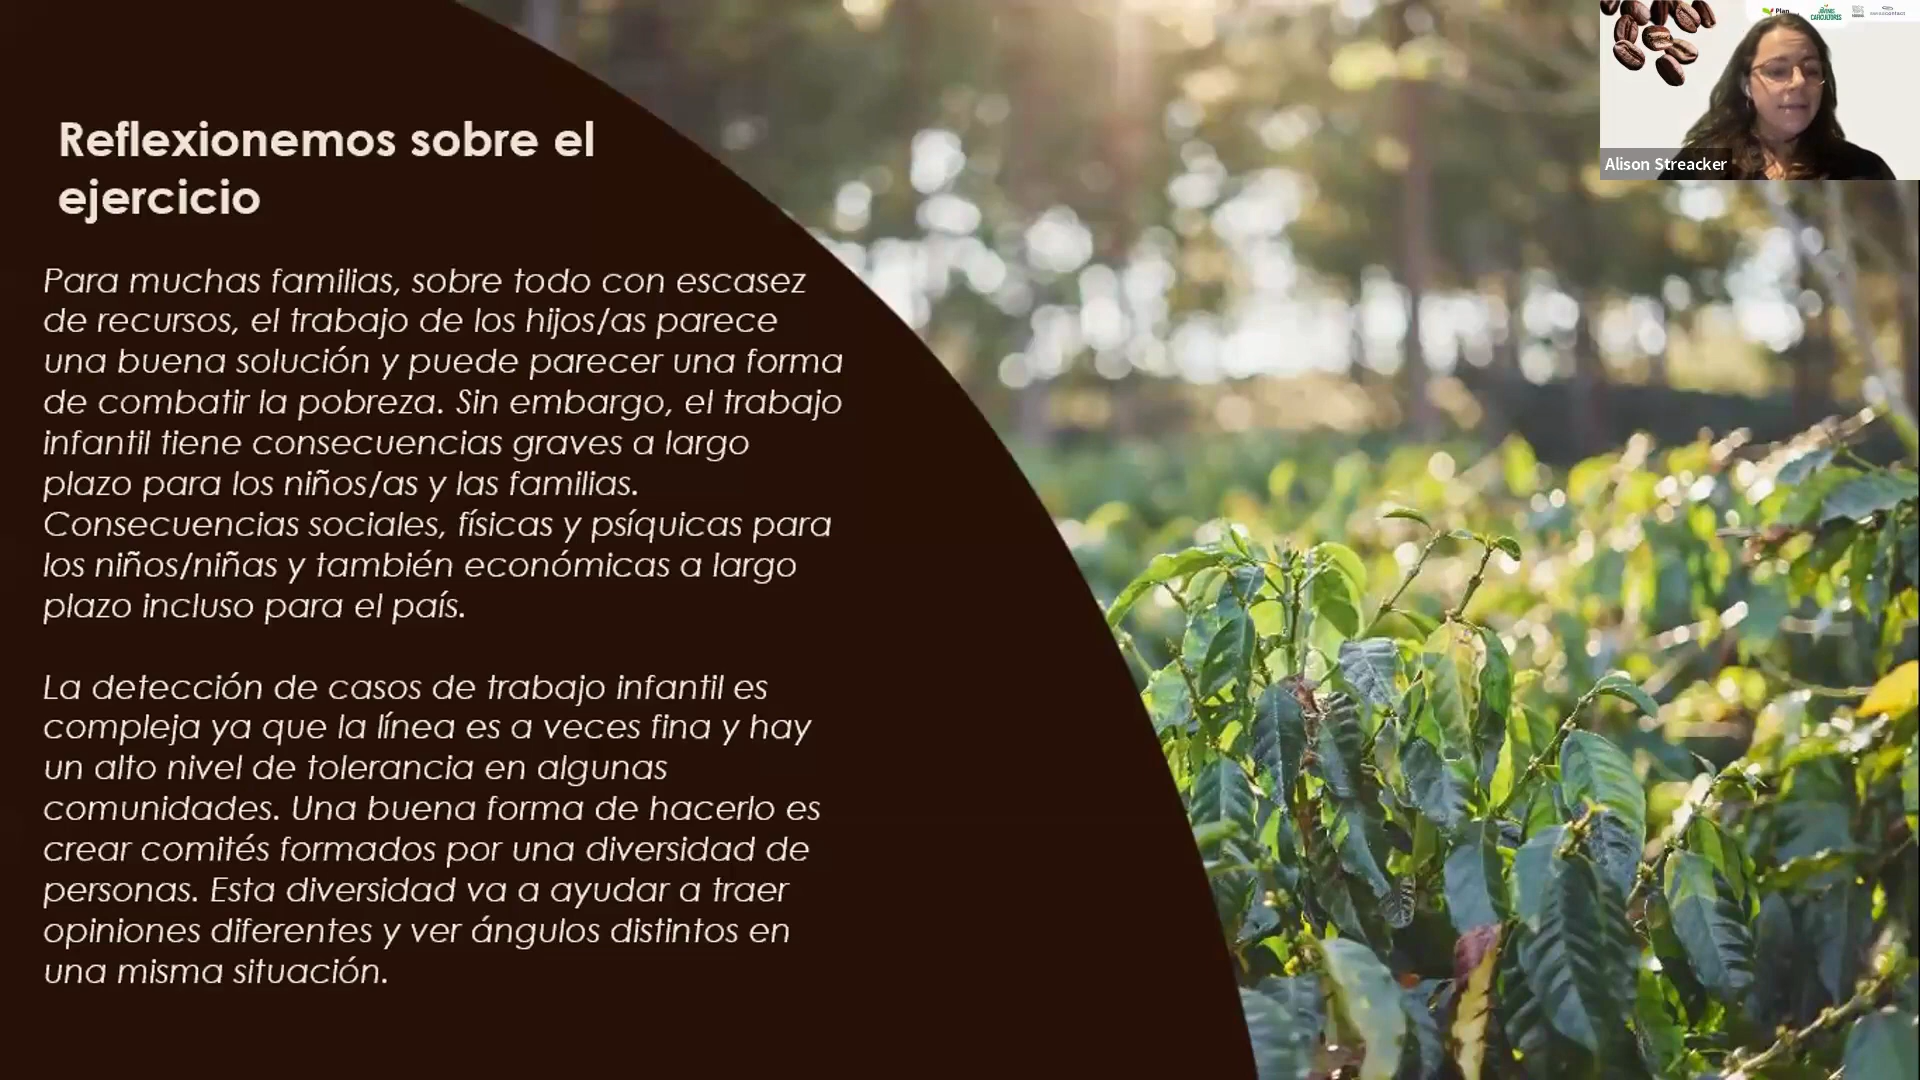 Reflexionemos sobre el
ejercicio
Para muchas familias, sobre todo con escasez
de recursos, el trabajo de los hijos/as parece
una buena solución y puede parecer una forma
de combatir la pobreza. Sin embargo, el trabajo
infantil tiene consecuencias graves a largo
plazo para los niños/as y las familias.
Consecuencias sociales, físicas y psíquicas para
los niños/niñas y también económicas a largo
plazo incluso para el país.
La detección de casos de trabajo infantil es
compleja ya que la línea es a veces fina y hay
un alto nivel de tolerancia en algunas
comunidades. Una buena forma de hacerlo es
crear comités formados por una diversidad de
personas. Esta diversidad va a ayudar a traer
opiniones diferentes y ver ángulos distintos en
una misma situación.
Plan
CAFICULTORES
Alison Streacker